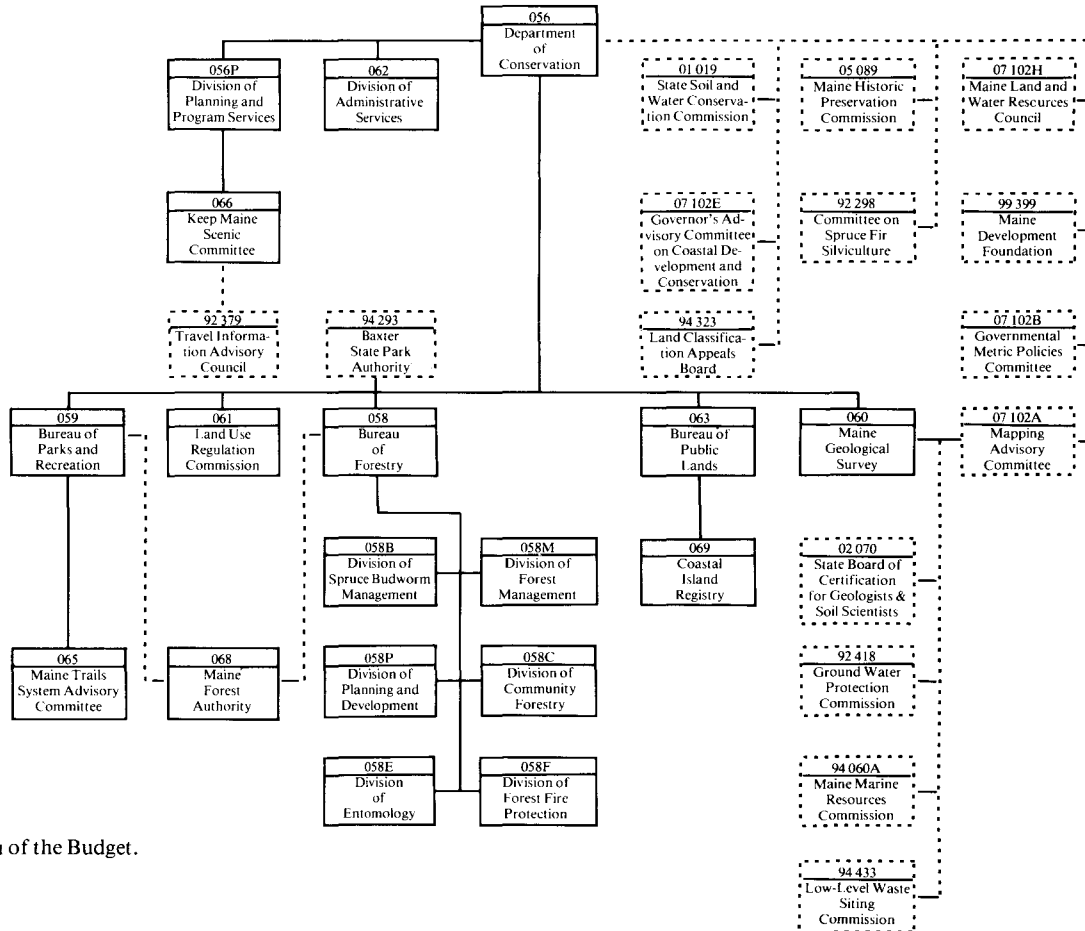 056
Department
of
Conservation
056P
Division of
Planning and
Program Services
062
Division of
Administrative
Services
01 019
State Soil and
Water Conserva-
tion Commission
05 089
Maine Historic
Preservation
Commission
07 102H
Maine Land and
Water Rescurces
Council
066
Keep Maine
Scenic
Committee
07 102E
Governor's Ad-
visory Committee
on Coastal De-
velopment and
Conservation
92 298
Committee on
Spruce Fir
Silviculture
99 399
Maine
Development
Foundation
92 379
Travel Informa-
tion Advisory
Council
94 293
Baxter
State Park
Authority
94 323
Land Classifica-
tion Appeals
Board
07 102B
Governmental
Metric Policies
Committee
059
Bureau of
Parks and
Recreation
061
Land Use
Regulation
Commission
058
Bureau
of
Forestry
063
Bureau of
Public
Lands
060
Maine
Geological
Survey
07 102A
Mapping
Advisory
Committee
058B
Division of
Spruce Budworm
Management
058M
Division of
Forest
Management
069
Coastal
Island
Registry
02 070
State Board of
Certification
for Geologists &
Soil Scientists
065
Maine Trails
System Advisory
Committee
068
Maine
Forest
Authority
058P
Division of
Planning and
Development
058C
Division of
Community
Forestry
92 418
Ground Water
Protection
Commission
058E
Division
of
Entomology
058F
Division of
Forest Fire
Protection
94 060A
Maine Marine
Resources
Commission
of the Budget.
94 433
Low-Level Waste
Siting
Commission